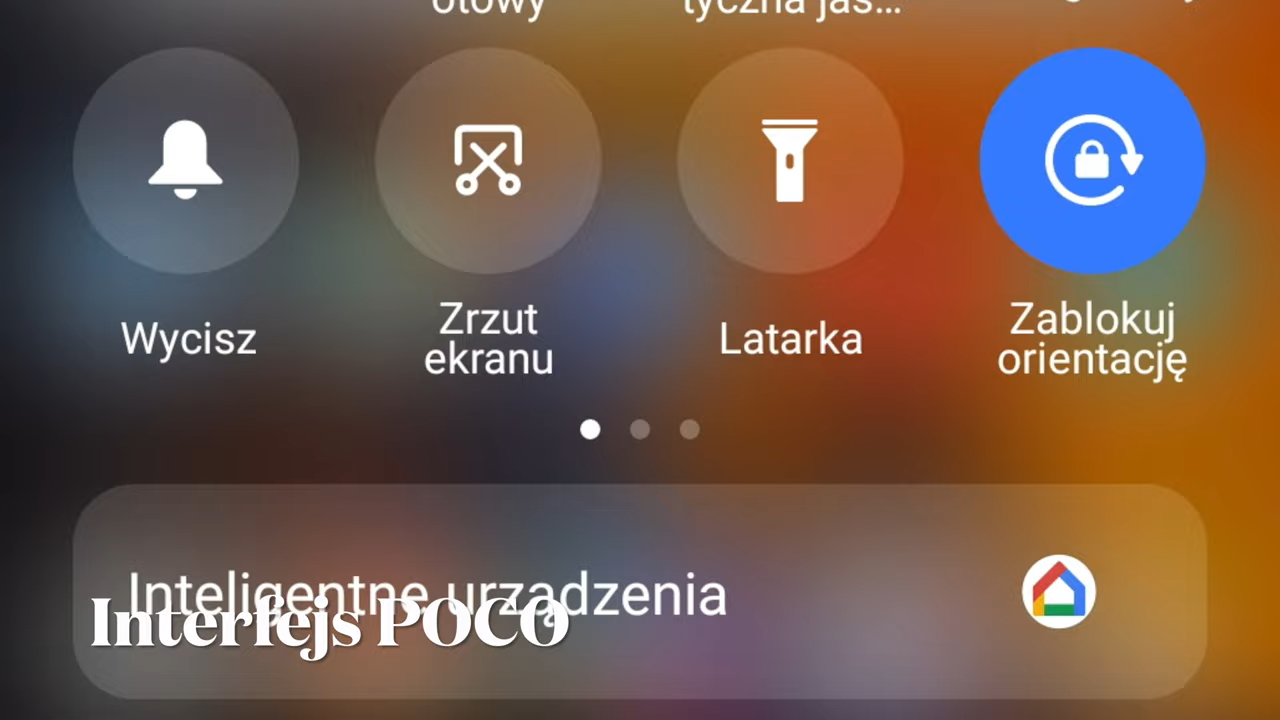 Wycisz
Zrzut
ekranu
Latarka
Zablokuj
orientację
Inteligentne urządzenia
Interfejs POCO